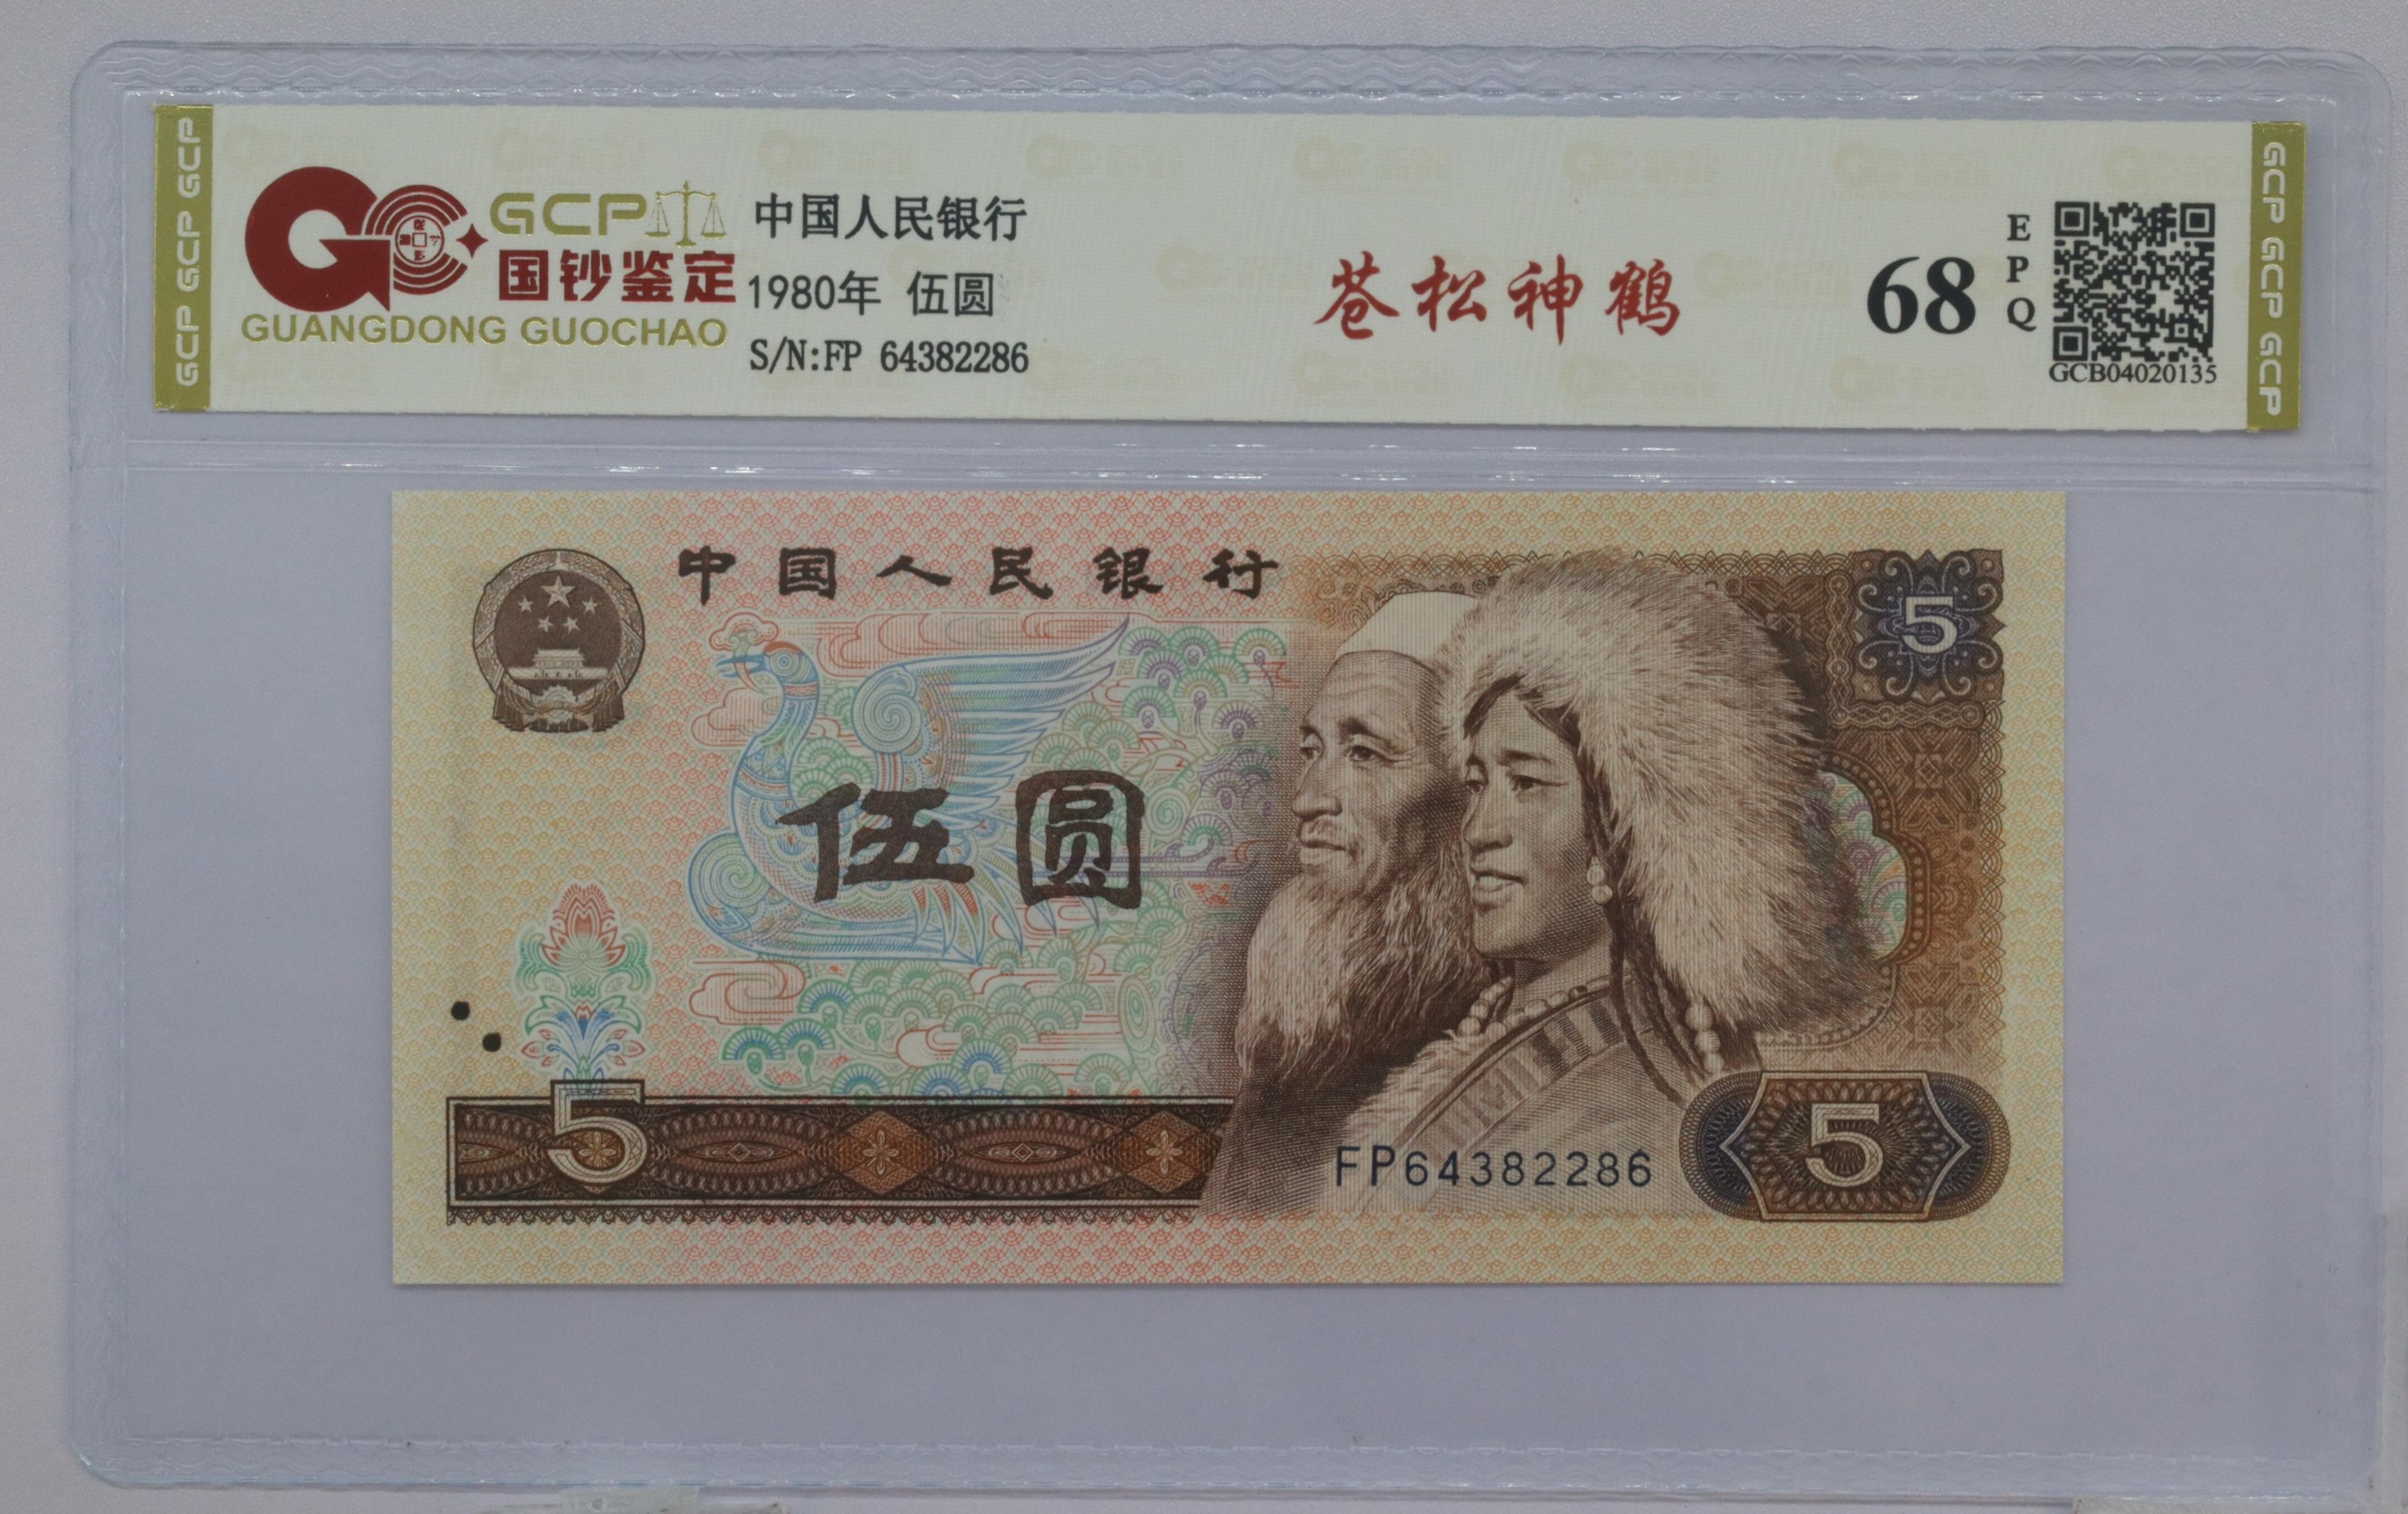 GCP GCP GCP
GCP
国钞鉴定
GUANGDONG GUOCHAO
中国人民银行
1980年 伍圆
S/N:FP 64382286
苍松神鹤
68
EPQ
GCB04020135
GCP GCP GCP
中国人民银行
5
伍圆
5
FP64382286
5